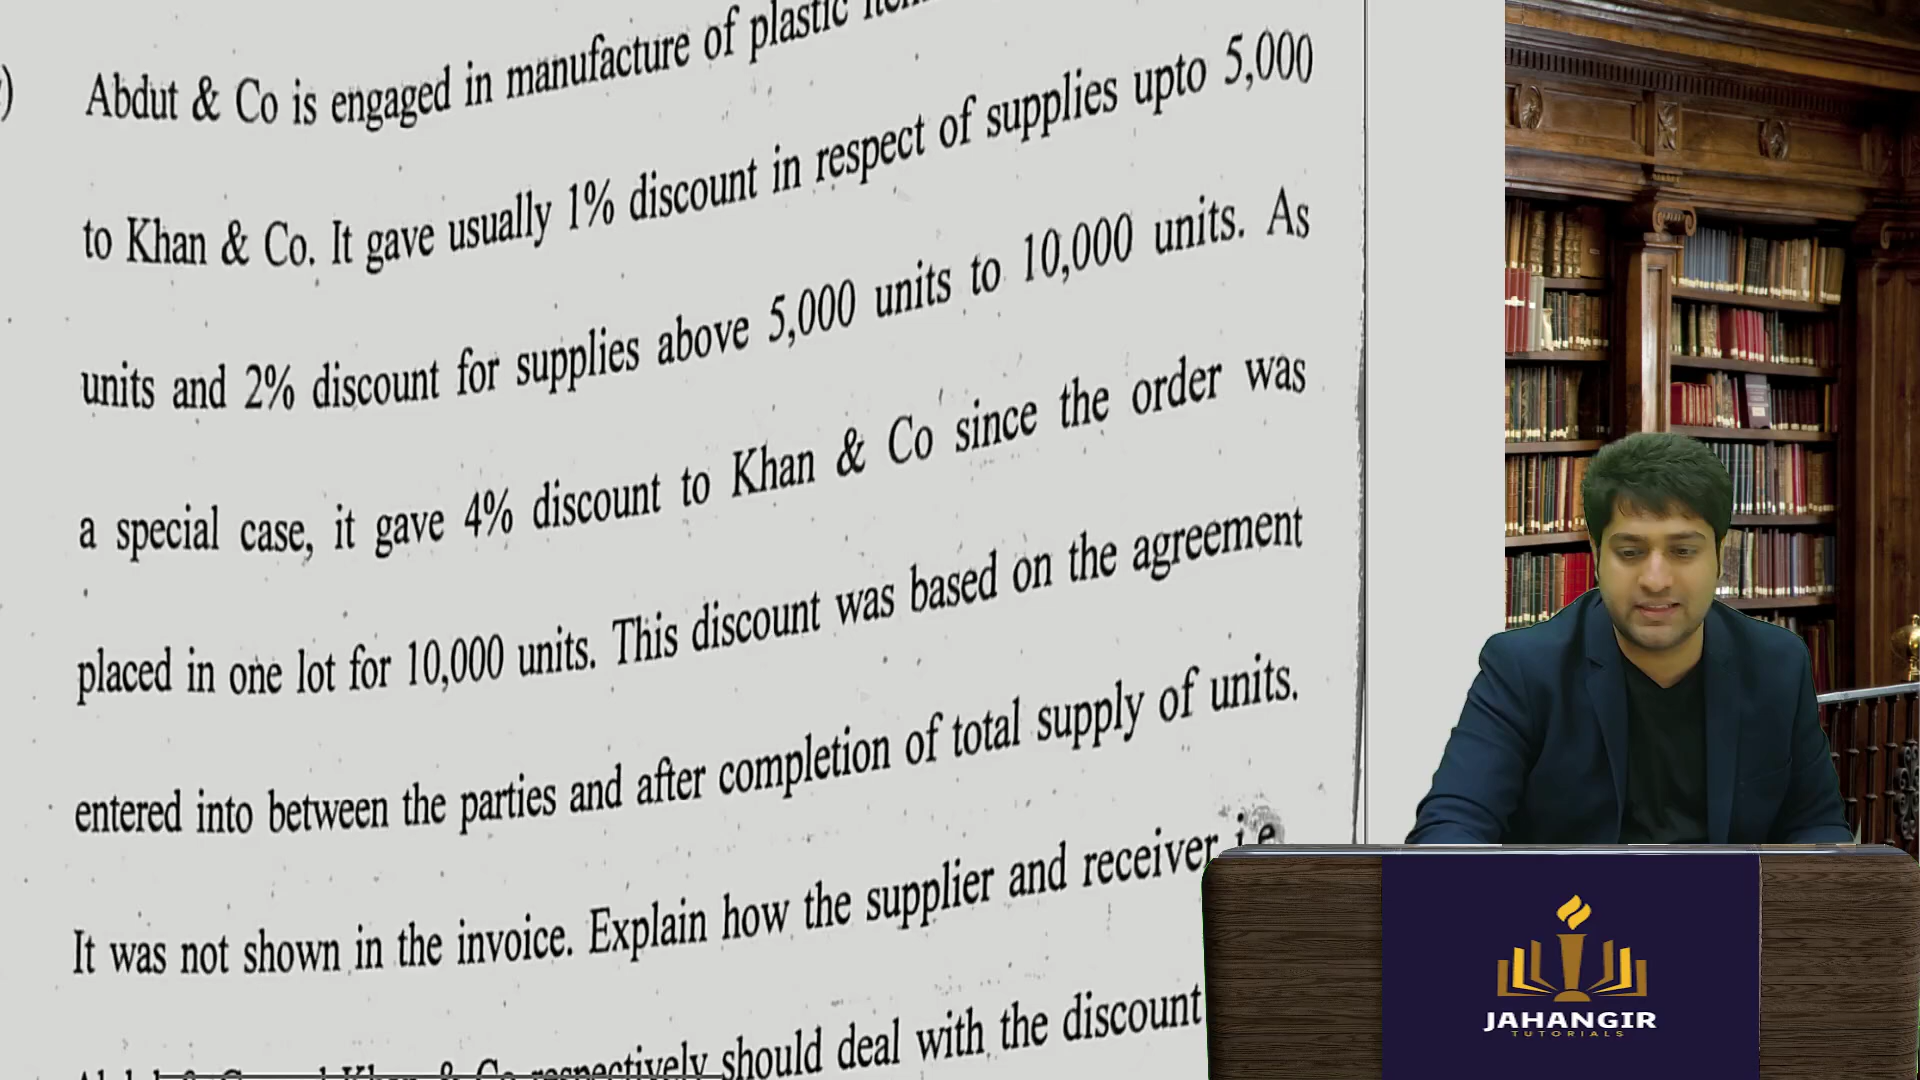 Abdut & Co is engaged in manufacture of plastic
to Khan & Co. It gave usually 1% discount in respect of supplies upto 5,000
units and 2% discount for supplies above 5,000 units to 10,000 units. As
a special case, it gave 4% discount to Khan & Co since the order was
placed in one lot for 10,000 units. This discount was based on the agreement
entered into between the parties and after completion of total supply of units.
It was not shown in the invoice. Explain how the supplier and receiver i.e.
& Co respectively should deal with the discount
JAHANGIR
TUTORIALS